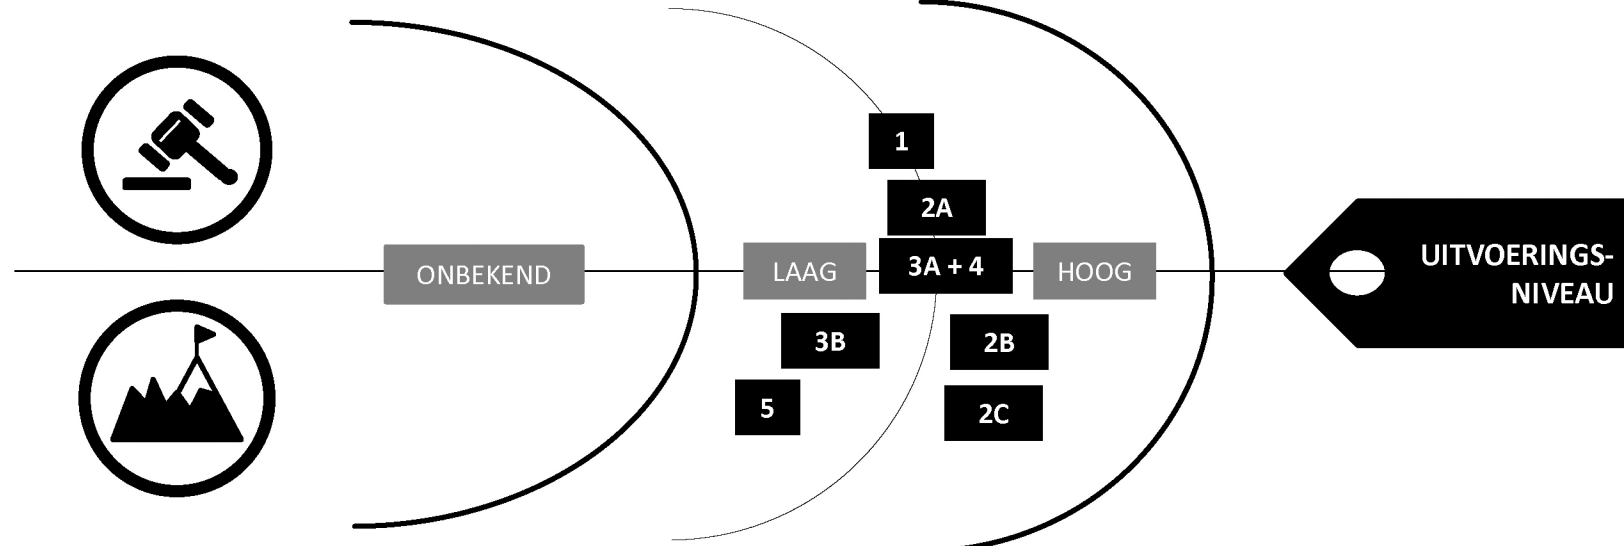 1
2A
ONBEKEND
LAAG
3A + 4
HOOG
UITVOERINGS-
NIVEAU
3B
2B
5
2C